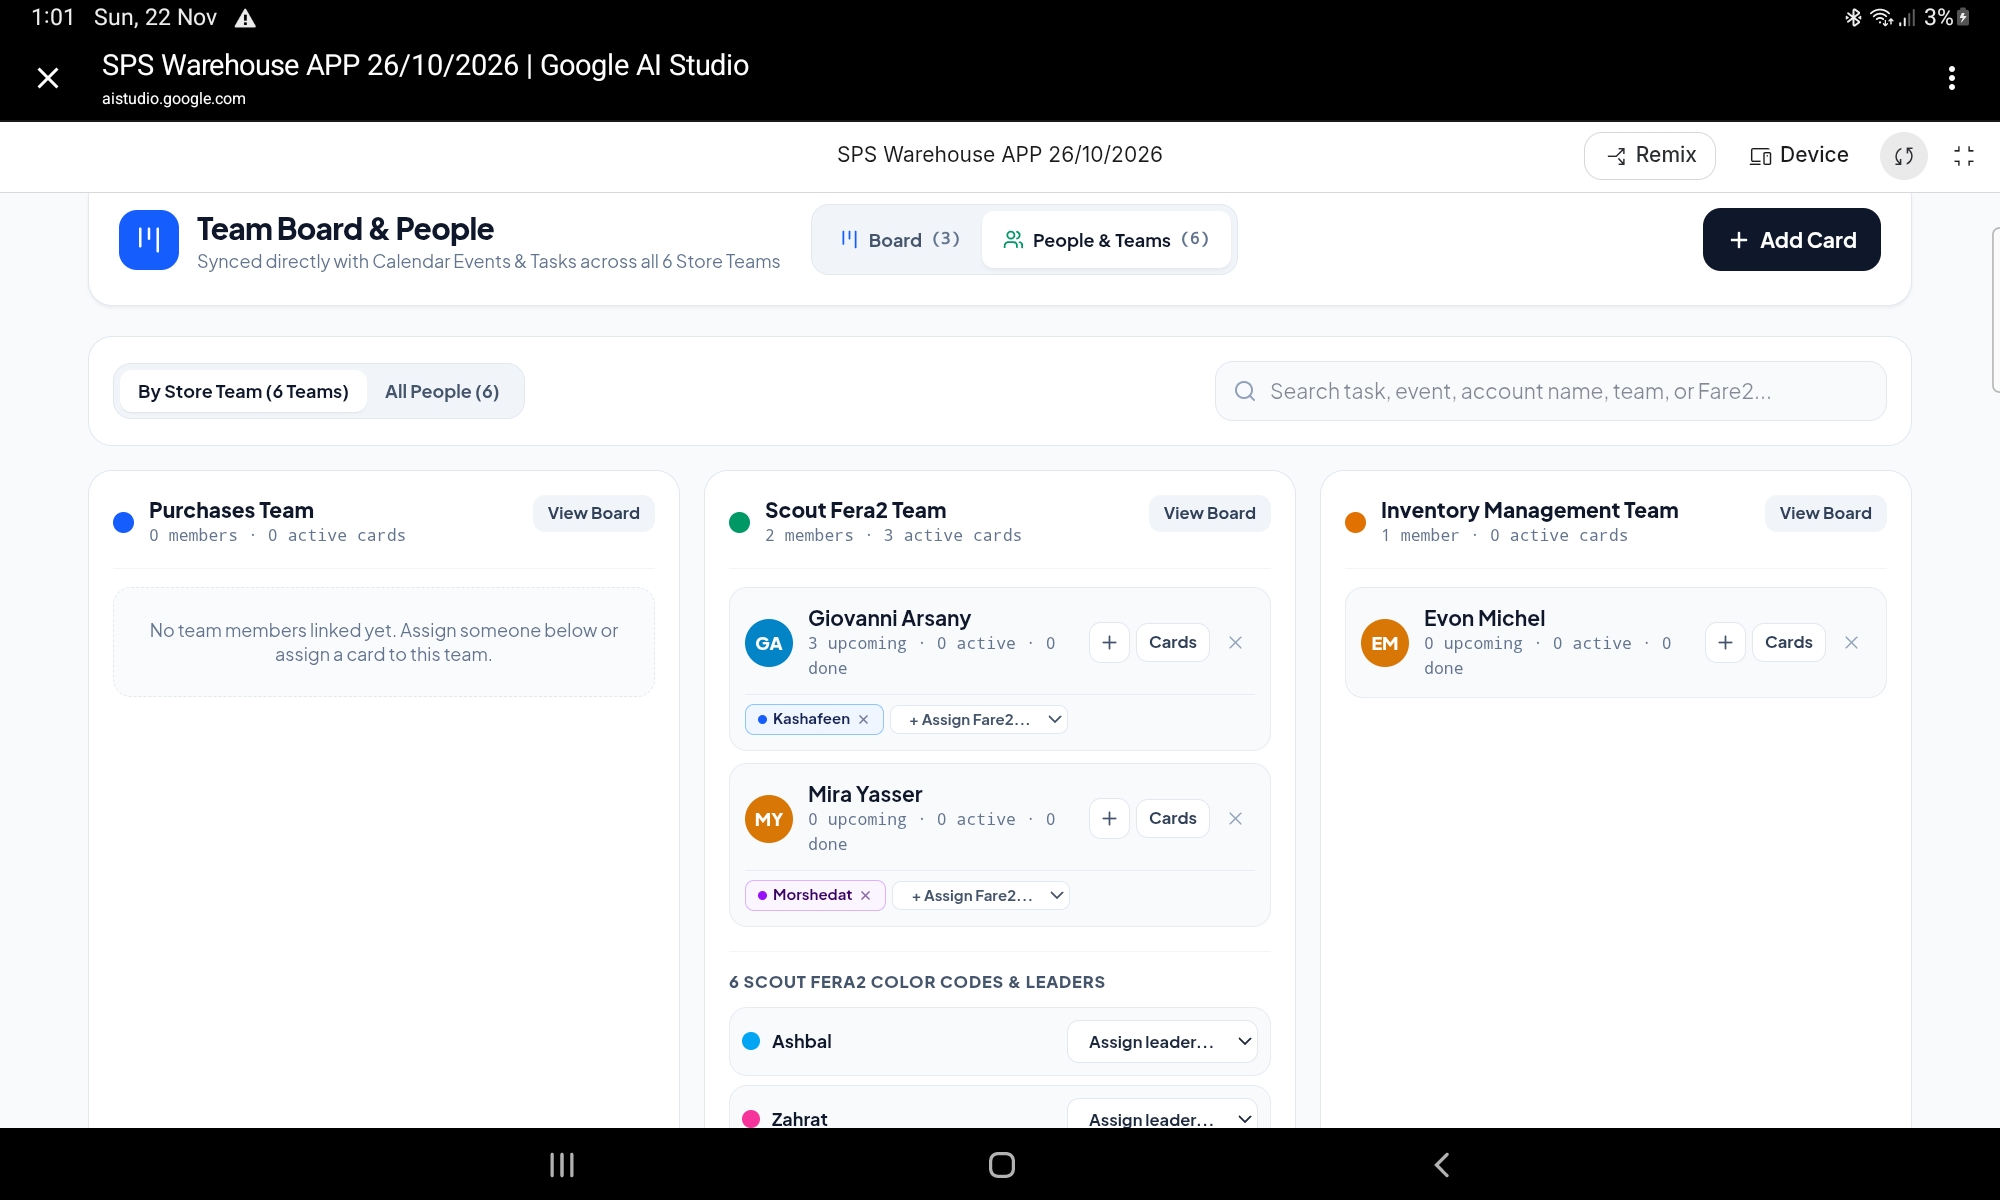 1:01 Sun, 22 Nov
3%
SPS Warehouse APP 26/10/2026 | Google AI Studio
aistudio.google.com
SPS Warehouse APP 26/10/2026
Remix
Device
Team Board & People
Synced directly with Calendar Events & Tasks across all 6 Store Teams
Board (3)
People & Teams (6)
+ Add Card
By Store Team (6 Teams)
All People (6)
Search task, event, account name, team, or Fare2...
Purchases Team
0 members · 0 active cards
View Board
No team members linked yet. Assign someone below or
assign a card to this team.
Scout Fera2 Team
2 members · 3 active cards
View Board
Giovanni Arsany
GA
3 upcoming · 0 active · 0
done
+
Cards
Kashafeen ×
+ Assign Fare2...
Mira Yasser
MY
0 upcoming · 0 active · 0
done
+
Cards
Morshedat ×
+ Assign Fare2...
6 SCOUT FERA2 COLOR CODES & LEADERS
Ashbal
Assign leader...
Zahrat
Assign leader...
Inventory Management Team
1 member · 0 active cards
View Board
Evon Michel
EM
0 upcoming · 0 active · 0
done
+
Cards